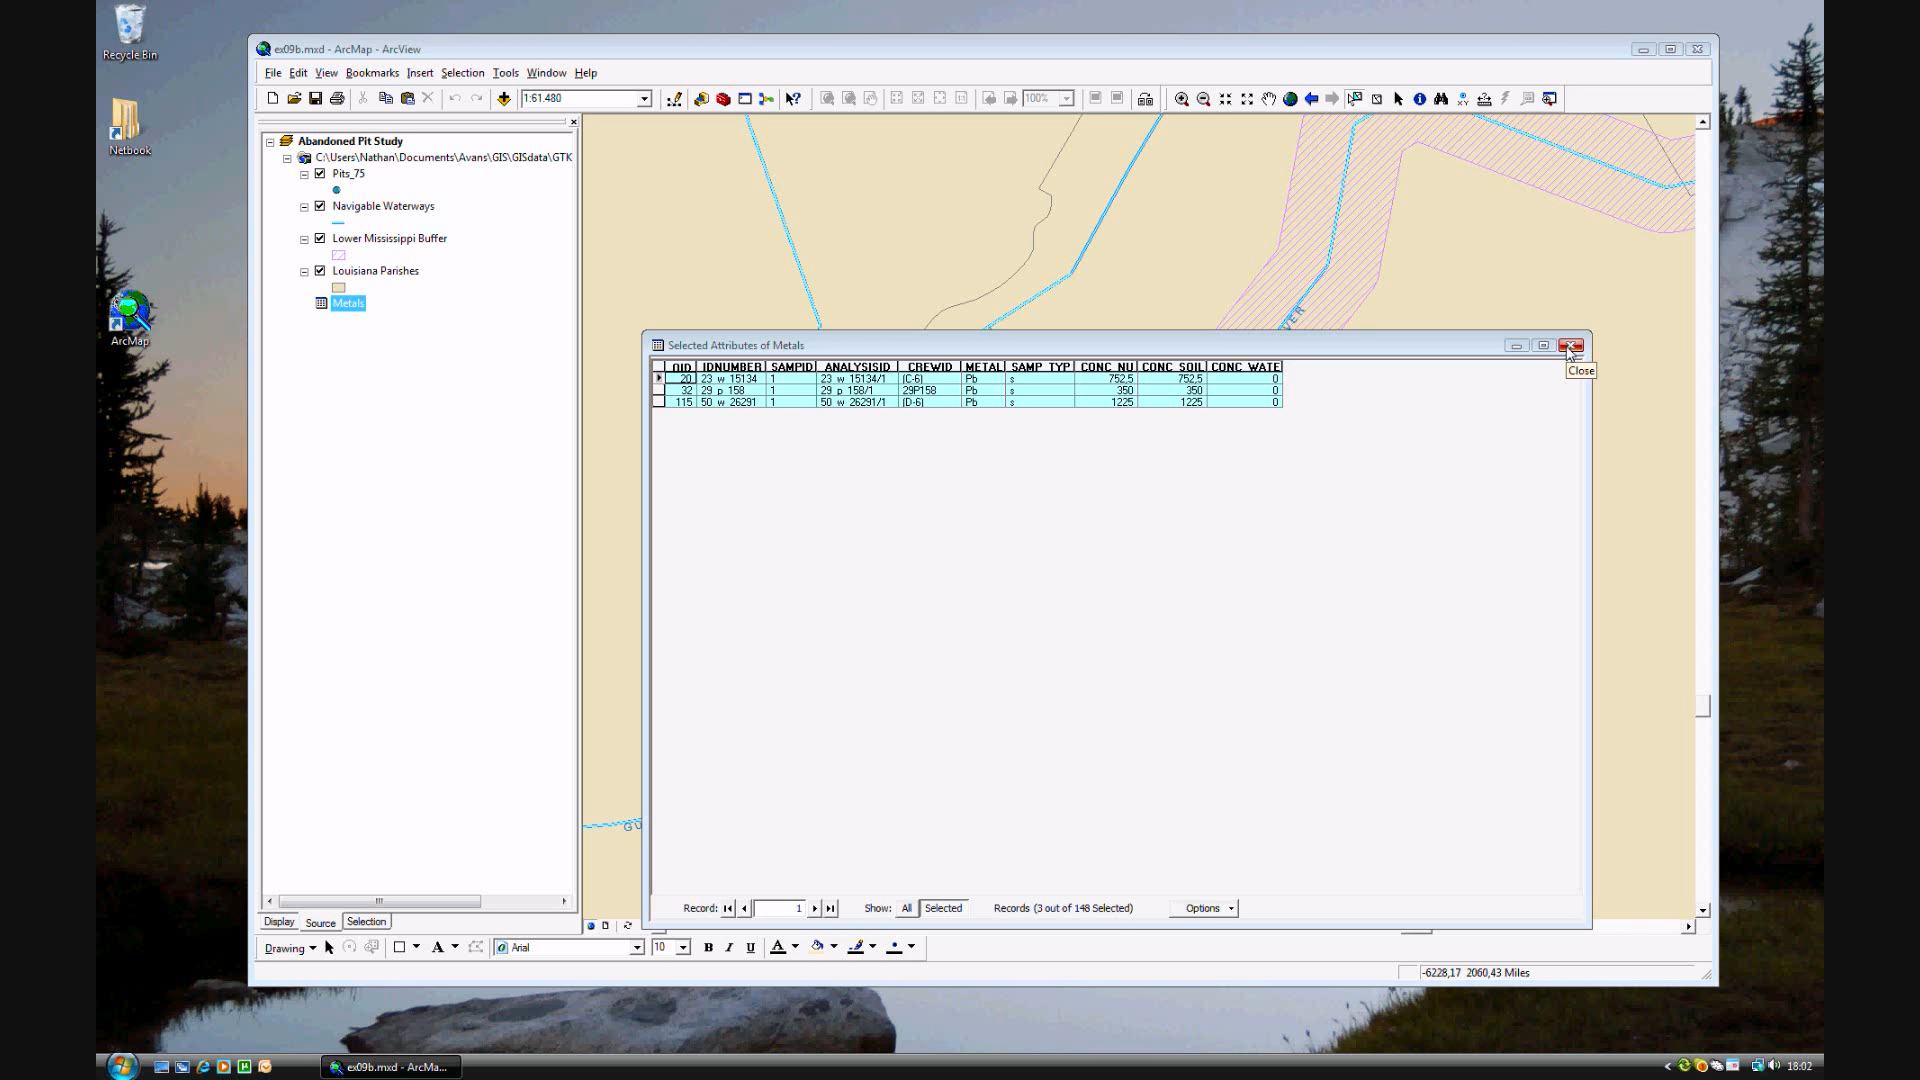 Recycle Bin
Netbook
ArcMap
ex09b.mxd - ArcMap - ArcView
File Edit View Bookmarks Insert Selection Tools Window Help
1:61.480
100%
Abandoned Pit Study
C:\Users\Nathan\Documents\Avans\GIS\GISdata\GTK
Pits_75
Navigable Waterways
Lower Mississippi Buffer
Louisiana Parishes
Metals
VER
Selected Attributes of Metals
Close
OID IDNUMBER SAMPID ANALYSISID CREWID METAL SAMP_TYP CONC_NU CONC_SOIL CONC_WATE
20 23_w_15134 1 23_w_15134/1 (C-6) Pb s 752,5 752,5 0
32 29_p_158 1 29_p_158/1 29P158 Pb s 350 350 0
115 50_w_26291 1 50_w_26291/1 (D-6) Pb s 1225 1225 0
GU
Record: 1 Show: All Selected Records (3 out of 148 Selected) Options
Display Source Selection
Drawing A Arial 10 B I U A
-6228,17 2060,43 Miles
ex09b.mxd - ArcMa...
18:02